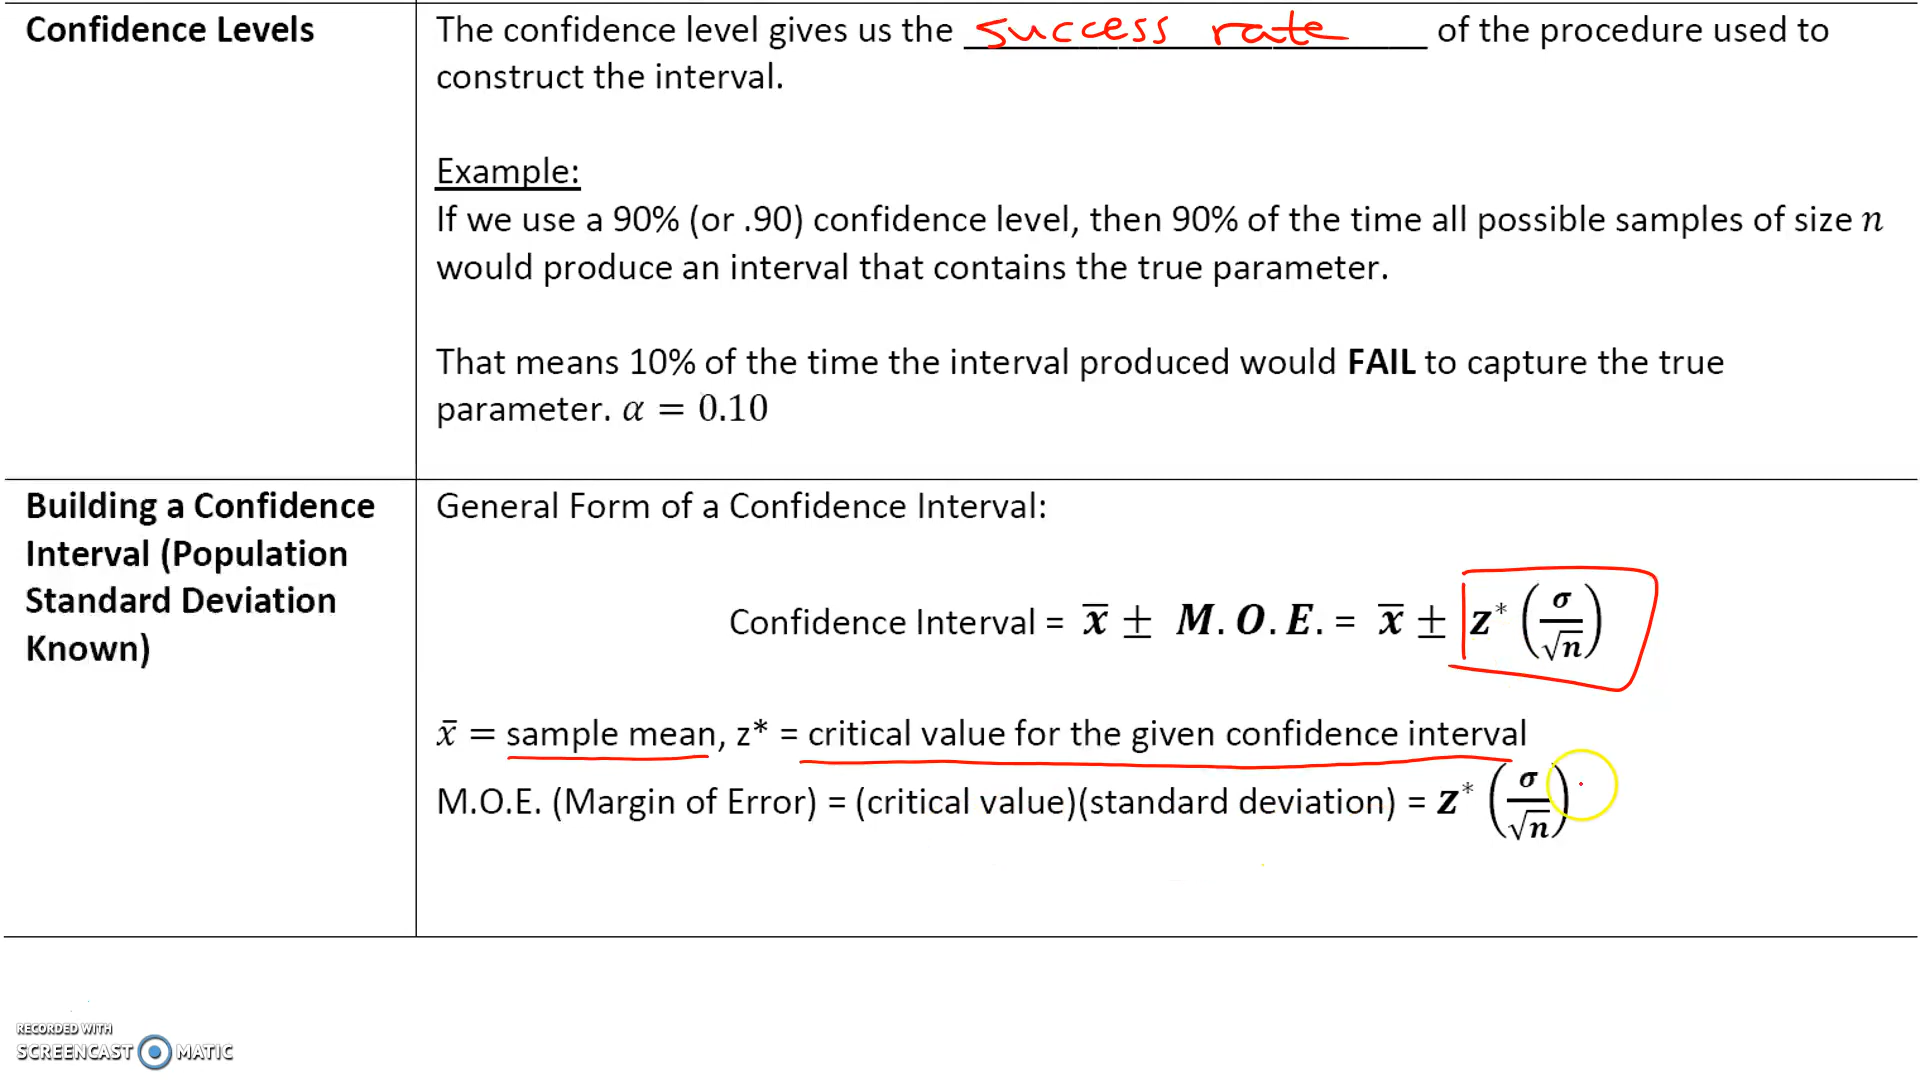 Confidence Levels
The confidence level gives us the success rate of the procedure used to
construct the interval.
Example:
If we use a 90% (or .90) confidence level, then 90% of the time all possible samples of size n
would produce an interval that contains the true parameter.
That means 10% of the time the interval produced would FAIL to capture the true
parameter. α = 0.10
Building a Confidence
Interval (Population
Standard Deviation
Known)
General Form of a Confidence Interval:
Confidence Interval = x̄ ± M.O.E. = x̄ ± z* (σ/√n)
x̄ = sample mean, z* = critical value for the given confidence interval
M.O.E. (Margin of Error) = (critical value)(standard deviation) = z* (σ/√n)
RECORDED WITH
SCREENCAST MATIC